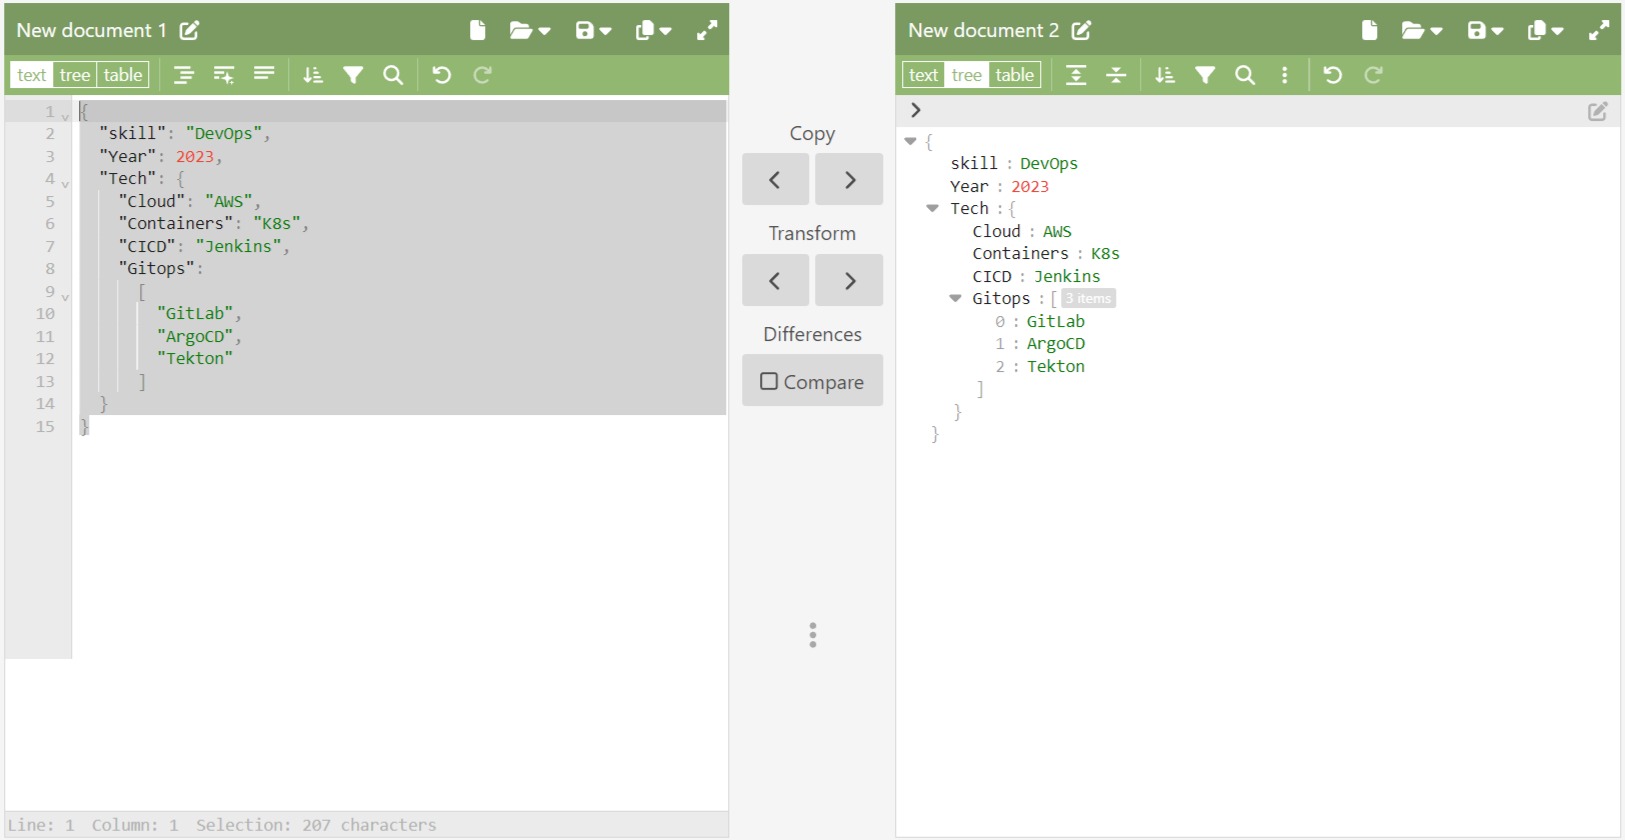 New document 1
text tree table
1 {
2 "skill": "DevOps",
3 "Year": 2023,
4 "Tech": {
5 "Cloud": "AWS",
6 "Containers": "K8s",
7 "CICD": "Jenkins",
8 "Gitops":
9 [
10 "GitLab",
11 "ArgoCD",
12 "Tekton"
13 ]
14 }
15 }
Line: 1 Column: 1 Selection: 207 characters
Copy
Transform
Differences
Compare
New document 2
text tree table
{
skill : DevOps
Year : 2023
Tech :{
Cloud : AWS
Containers : K8s
CICD : Jenkins
Gitops :[ 3 items
0 : GitLab
1 : ArgoCD
2 : Tekton
]
}
}